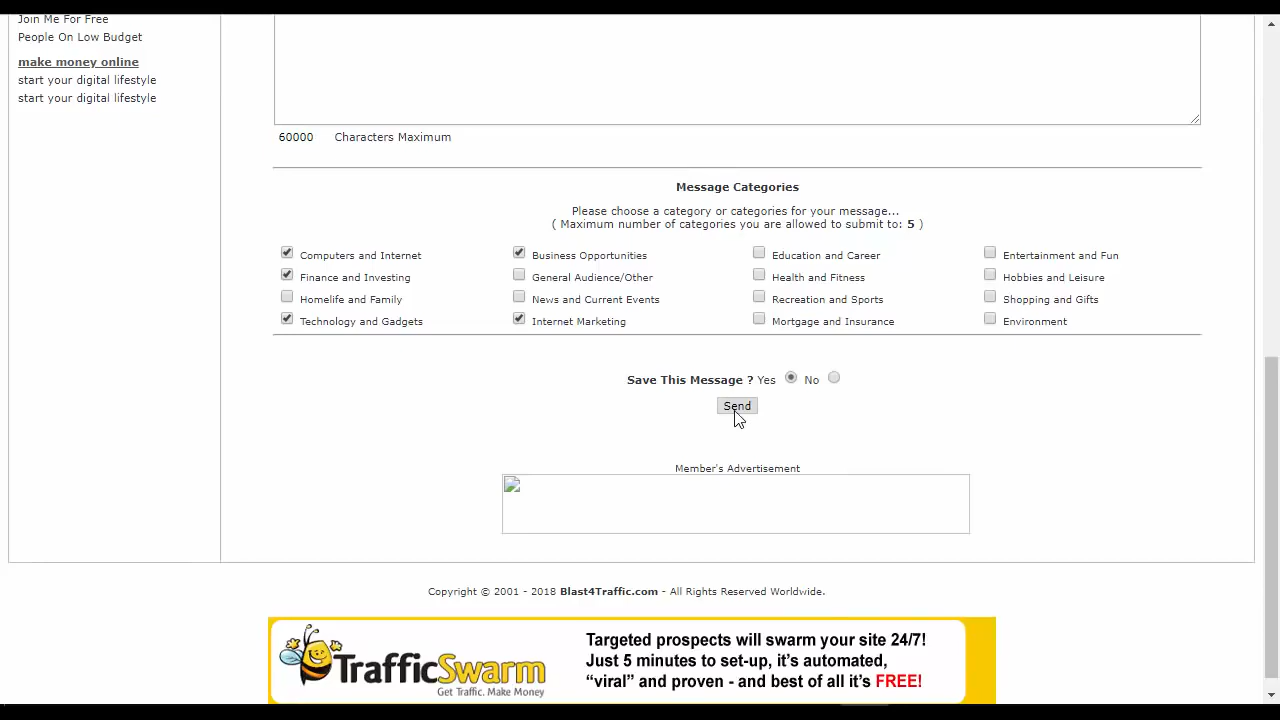 Join Me For Free
People On Low Budget
make money online
start your digital lifestyle
start your digital lifestyle
60000 Characters Maximum
Message Categories
Please choose a category or categories for your message...
( Maximum number of categories you are allowed to submit to: 5 )
Computers and Internet Business Opportunities Education and Career Entertainment and Fun
Finance and Investing General Audience/Other Health and Fitness Hobbies and Leisure
Homelife and Family News and Current Events Recreation and Sports Shopping and Gifts
Technology and Gadgets Internet Marketing Mortgage and Insurance Environment
Save This Message ? Yes No
Send
Member's Advertisement
Copyright © 2001 - 2018 Blast4Traffic.com - All Rights Reserved Worldwide.
TrafficSwarm
Get Traffic. Make Money
Targeted prospects will swarm your site 24/7!
Just 5 minutes to set-up, it's automated,
“viral” and proven - and best of all it's FREE!